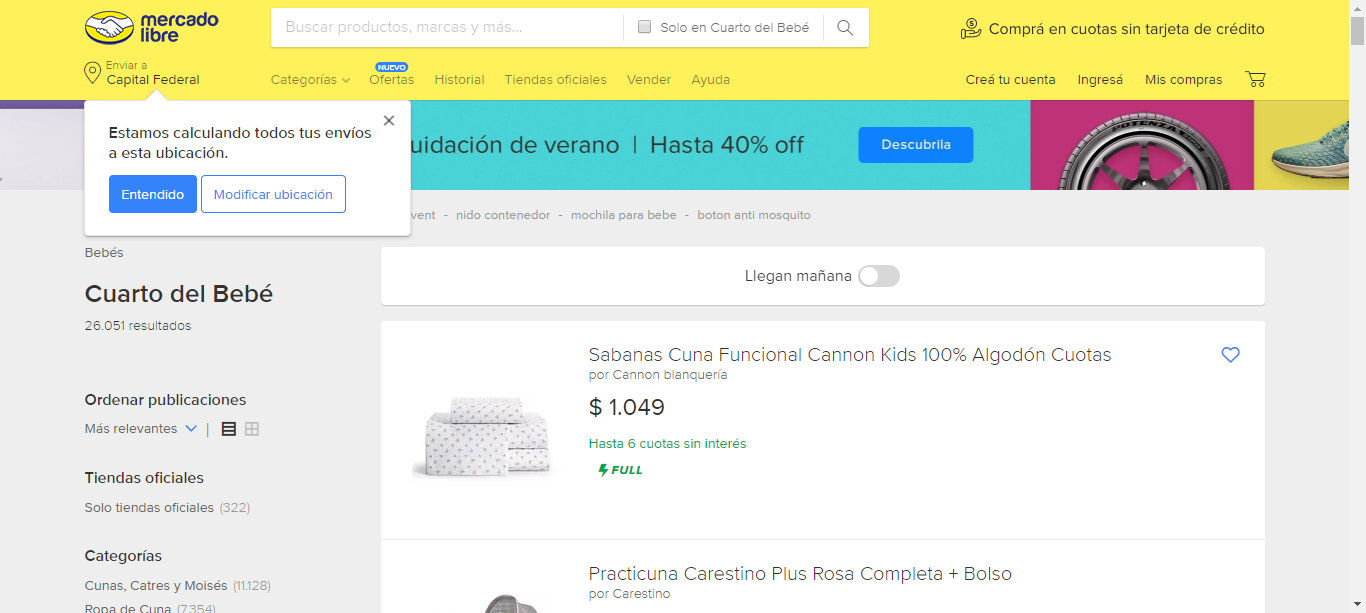 mercado
libre
Buscar productos, marcas y más...
Solo en Cuarto del Bebé
Comprá en cuotas sin tarjeta de crédito
Enviar a
Capital Federal
Categorías
NUEVO
Ofertas
Historial
Tiendas oficiales
Vender
Ayuda
Creá tu cuenta
Ingresá
Mis compras
Estamos calculando todos tus envíos
a esta ubicación.
Entendido
Modificar ubicación
uidación de verano | Hasta 40% off
Descubrila
POTENZA
vent - nido contenedor - mochila para bebe - boton anti mosquito
Bebés
Cuarto del Bebé
26.051 resultados
Ordenar publicaciones
Más relevantes
Tiendas oficiales
Solo tiendas oficiales (322)
Categorías
Cunas, Catres y Moisés (11.128)
Ropa de Cuna (7.354)
Llegan mañana
Sabanas Cuna Funcional Cannon Kids 100% Algodón Cuotas
por Cannon blanquería
$ 1.049
Hasta 6 cuotas sin interés
FULL
Practicuna Carestino Plus Rosa Completa + Bolso
por Carestino